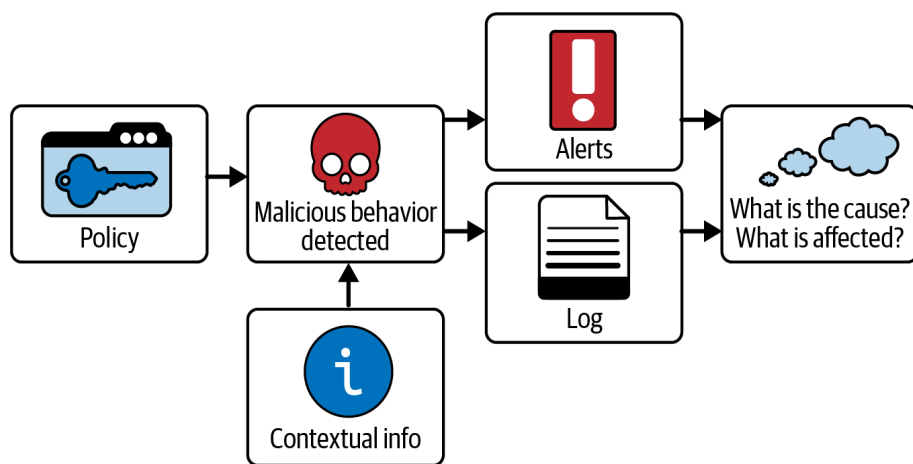 Policy
Malicious behavior
detected
Contextual info
Alerts
Log
What is the cause?
What is affected?